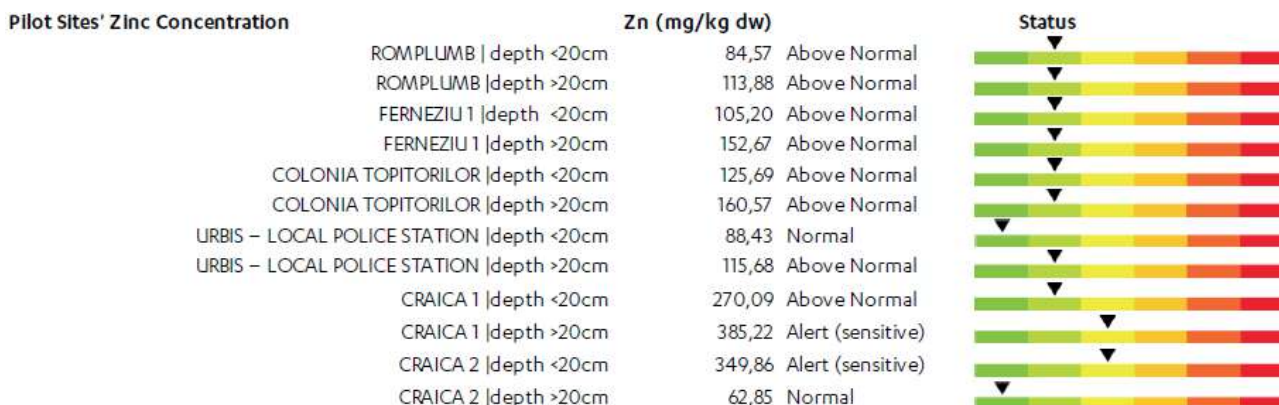 Pilot Sites' Zinc Concentration Zn (mg/kg dw) Status
ROMPLUMB | depth <20cm 84,57 Above Normal
ROMPLUMB |depth >20cm 113,88 Above Normal
FERNEZIU 1 |depth <20cm 105,20 Above Normal
FERNEZIU 1 |depth >20cm 152,67 Above Normal
COLONIA TOPITORILOR |depth <20cm 125,69 Above Normal
COLONIA TOPITORILOR |depth >20cm 160,57 Above Normal
URBIS – LOCAL POLICE STATION |depth <20cm 88,43 Normal
URBIS – LOCAL POLICE STATION |depth >20cm 115,68 Above Normal
CRAICA 1 |depth <20cm 270,09 Above Normal
CRAICA 1 |depth >20cm 385,22 Alert (sensitive)
CRAICA 2 |depth <20cm 349,86 Alert (sensitive)
CRAICA 2 |depth >20cm 62,85 Normal